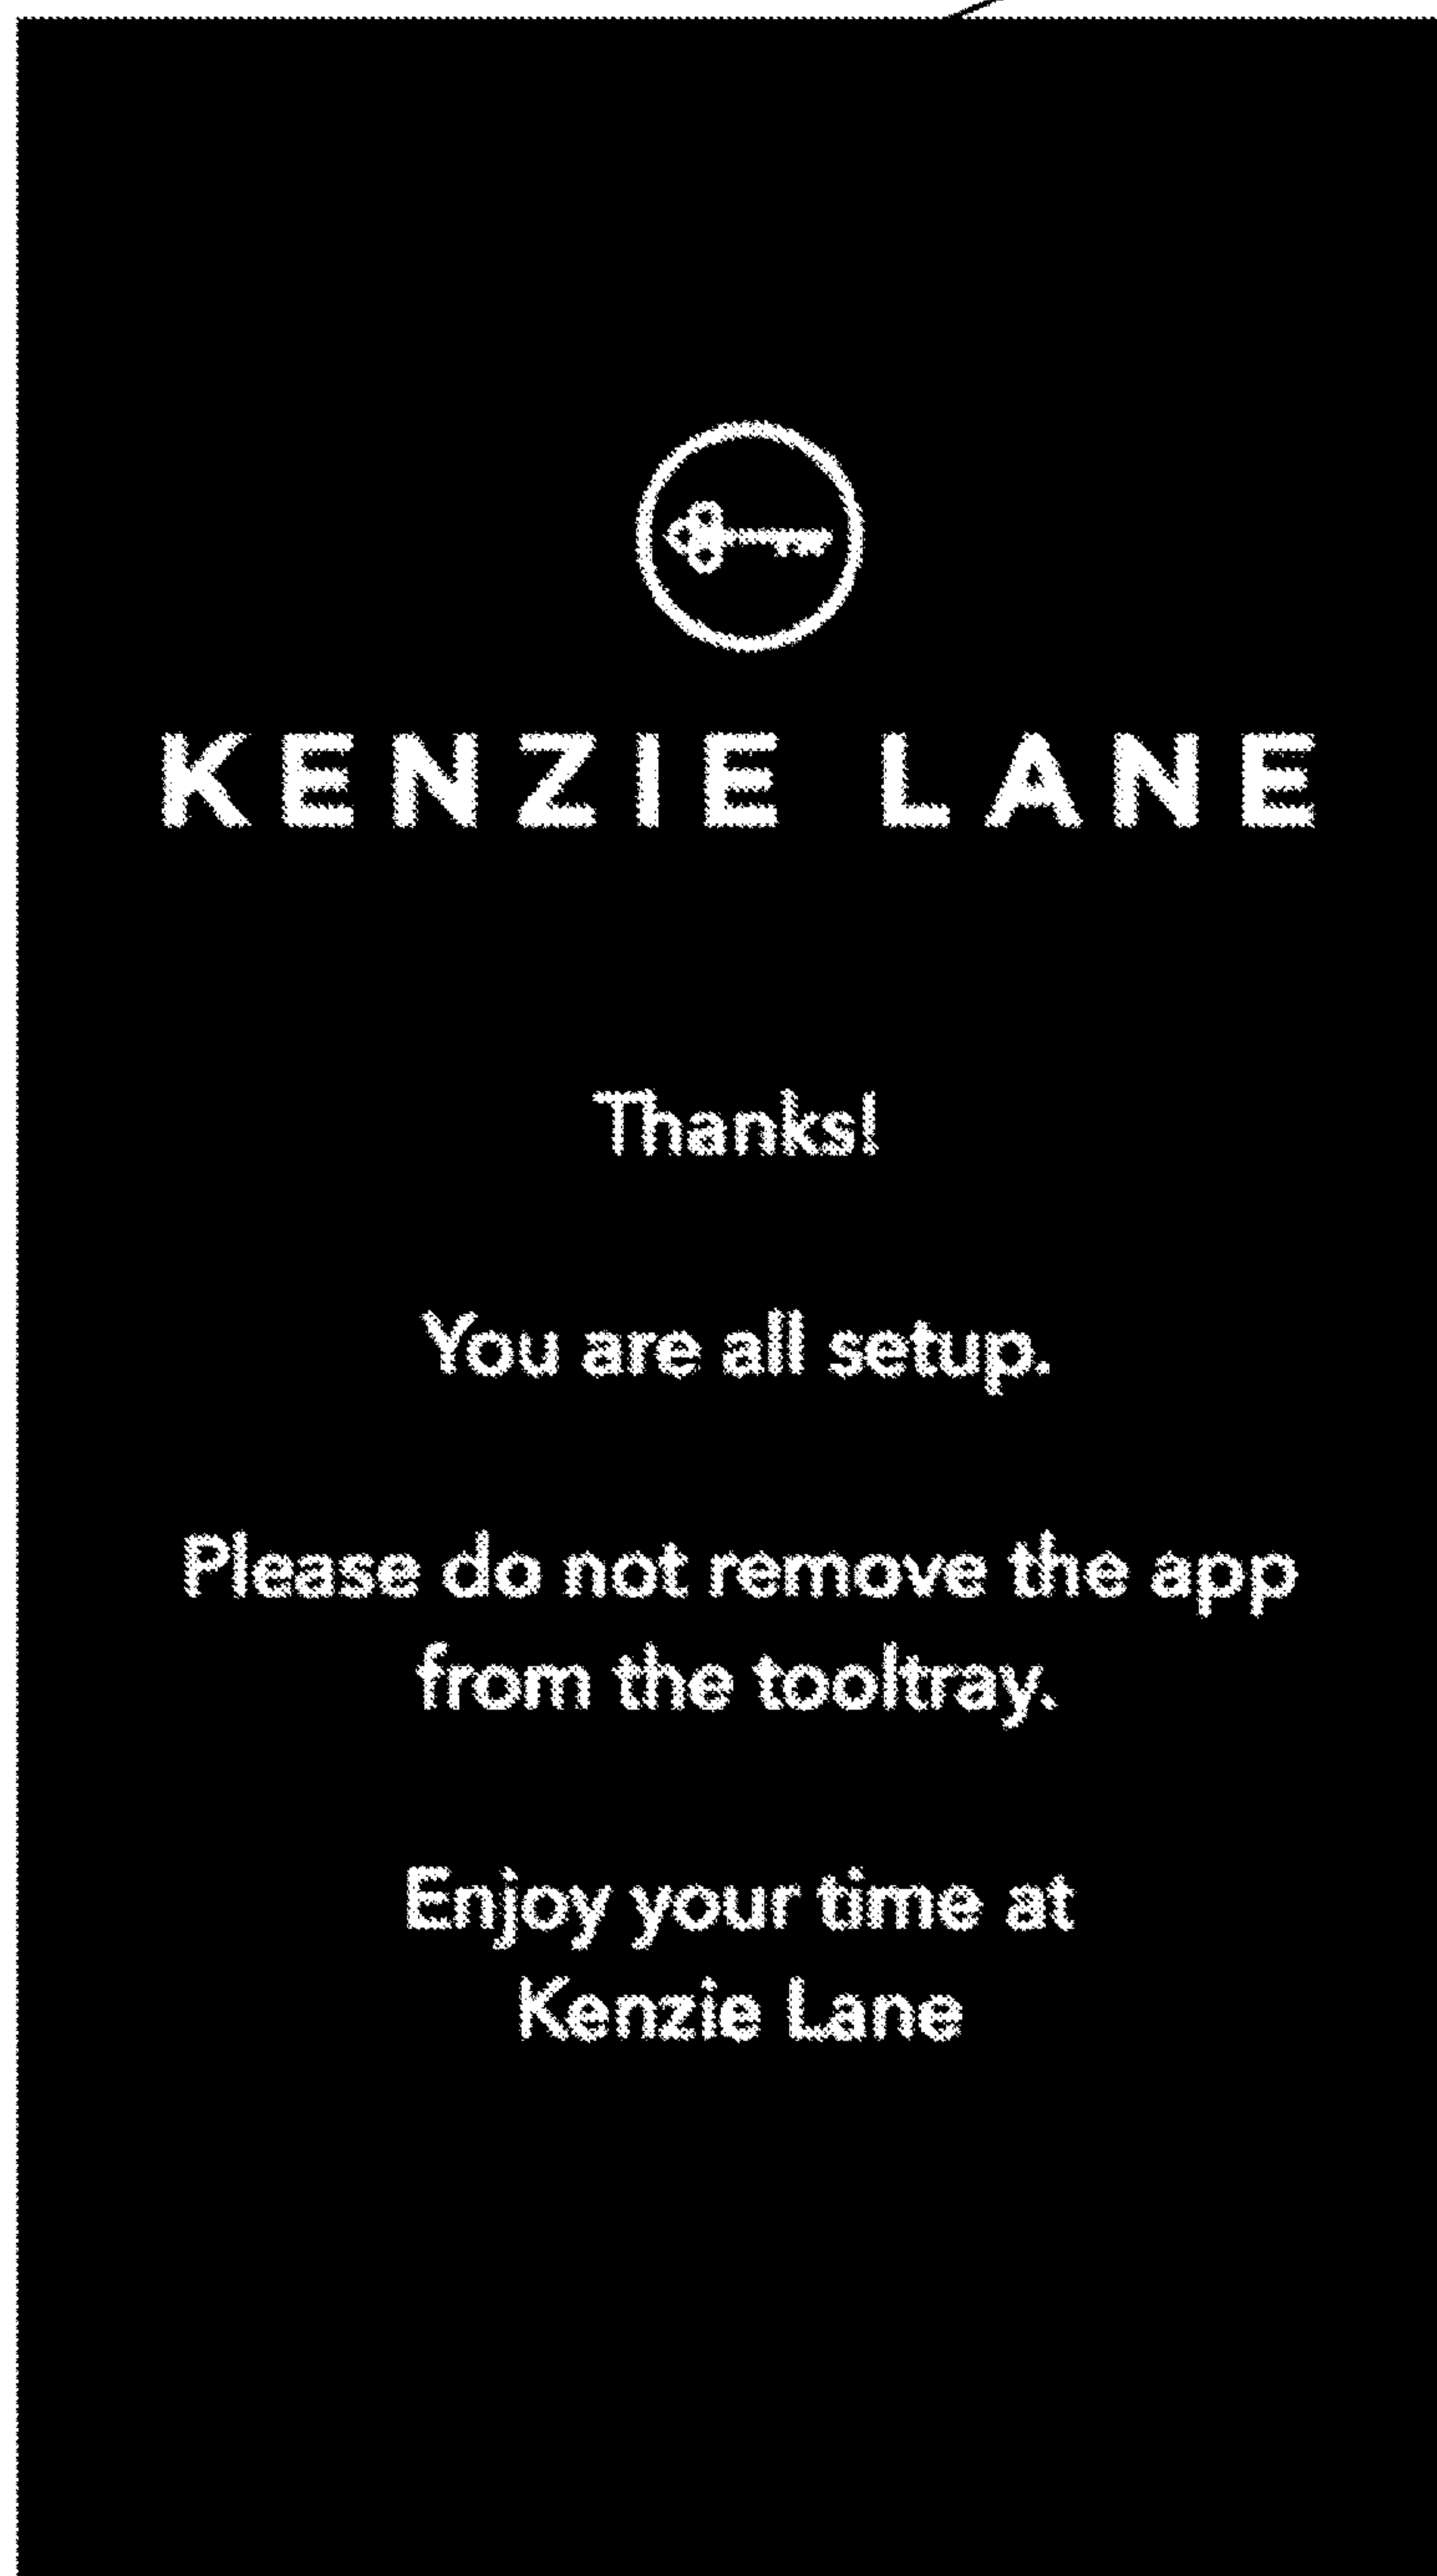 KENZIE LANE
Thanks!
You are all setup.
Please do not remove the app
from the tooltray.
Enjoy your time at
Kenzie Lane